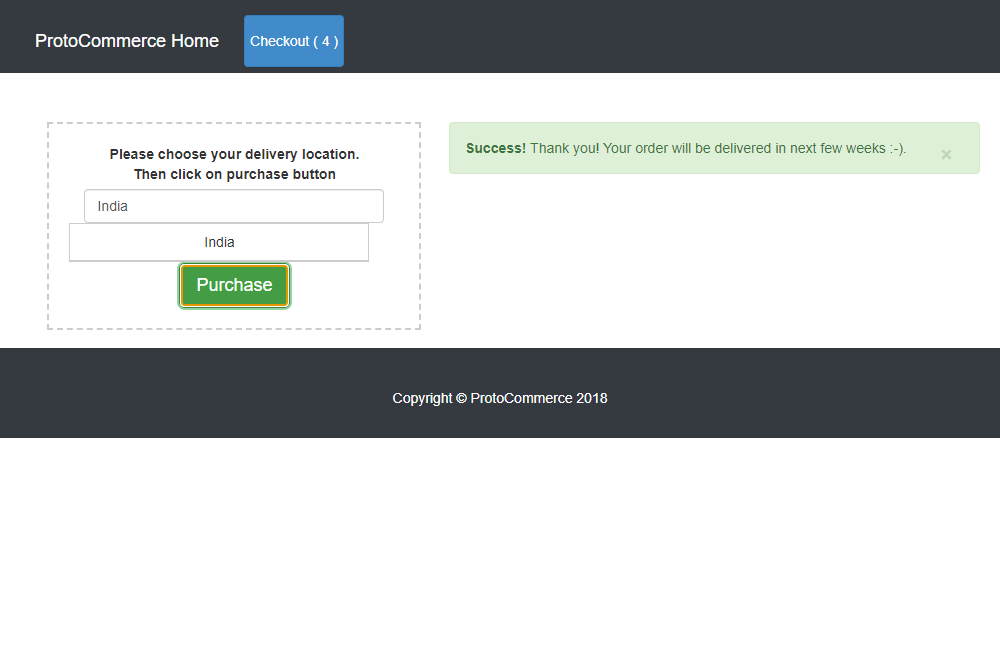 ProtoCommerce Home
Checkout ( 4 )
Please choose your delivery location.
Then click on purchase button
India
India
Purchase
Success! Thank you! Your order will be delivered in next few weeks :-).
×
Copyright © ProtoCommerce 2018